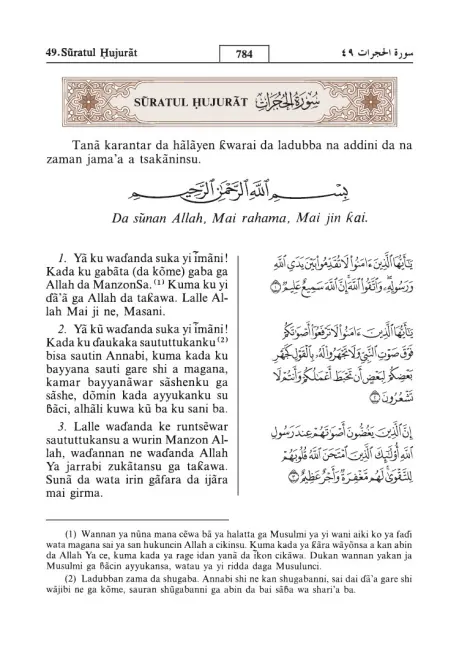 49. Sūratul Ḥujurāt
784
سورة الحجرات ٤٩
SŪRATUL ḤUJURĀT
سُورَةُ الحُجُرَاتِ
Tanā karantar da hālāyen ƙwarai da ladubba na addini da na
zaman jama'a a tsakāninsu.
بِسْمِ ٱللَّهِ ٱلرَّحْمَٰنِ ٱلرَّحِيمِ
Da sūnan Allah, Mai rahama, Mai jin ƙai.
1. Yā ku waɗanda suka yi īmāni!
Kada ku gabāta (da kōme) gaba ga
Allah da ManzonSa.(1) Kuma ku yi
ɗā'ā ga Allah da taƙawa. Lalle Al-
lah Mai ji ne, Masani.
2. Yā kū waɗanda suka yi īmāni!
Kada ku ɗaukaka saututtukanku(2)
bisa sautin Annabi, kuma kada ku
bayyana sauti gare shi a magana,
kamar bayyanāwar sāshenku ga
sāshe, dōmin kada ayyukanku su
ɓāci, alhāli kuwa kū ba ku sani ba.
3. Lalle waɗanda ke runtsēwar
saututtukansu a wurin Manzon Al-
lah, waɗannan ne waɗanda Allah
Ya jarrabi zukātansu ga taƙawa.
Sunā da wata irin gāfara da ijāra
mai girma.
يَٰٓأَيُّهَا ٱلَّذِينَ ءَامَنُوا۟ لَا تُقَدِّمُوا۟ بَيْنَ يَدَىِ ٱللَّهِ
وَرَسُولِهِۦ ۖ وَٱتَّقُوا۟ ٱللَّهَ ۚ إِنَّ ٱللَّهَ سَمِيعٌ عَلِيمٌ ﴿١﴾
يَٰٓأَيُّهَا ٱلَّذِينَ ءَامَنُوا۟ لَا تَرْفَعُوٓا۟ أَصْوَٰتَكُمْ
فَوْقَ صَوْتِ ٱلنَّبِىِّ وَلَا تَجْهَرُوا۟ لَهُۥ بِٱلْقَوْلِ كَجَهْرِ
بَعْضِكُمْ لِبَعْضٍ أَن تَحْبَطَ أَعْمَٰلُكُمْ وَأَنتُمْ لَا
تَشْعُرُونَ ﴿٢﴾
إِنَّ ٱلَّذِينَ يَغُضُّونَ أَصْوَٰتَهُمْ عِندَ رَسُولِ
ٱللَّهِ أُو۟لَٰٓئِكَ ٱلَّذِينَ ٱمْتَحَنَ ٱللَّهُ قُلُوبَهُمْ
لِلتَّقْوَىٰ ۚ لَهُم مَّغْفِرَةٌ وَأَجْرٌ عَظِيمٌ ﴿٣﴾
(1) Wannan ya nūna mana cēwa bā ya halatta ga Musulmi ya yi wani aiki ko ya faɗi
wata magana sai ya san hukuncin Allah a cikinsu. Kuma kada ya ƙāra wāyōnsa a kan abin
da Allah Ya ce, kuma kada ya rage idan yanā da īkon cikāwa. Dukan wannan yakan ja
Musulmi ga ɓācin ayyukansa, watau ya yi ridda daga Musulunci.
(2) Ladubban zama da shugaba. Annabi shi ne kan shugabanni, sai dai ɗā'a gare shi
wājibi ne ga kōme, sauran shūgabanni ga abin da bai sāɓa wa shari'a ba.